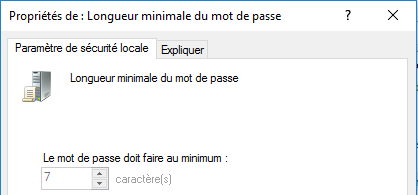 Propriétés de : Longueur minimale du mot de passe ?
Paramètre de sécurité locale Expliquer
Longueur minimale du mot de passe
Le mot de passe doit faire au minimum :
7 caractère(s)